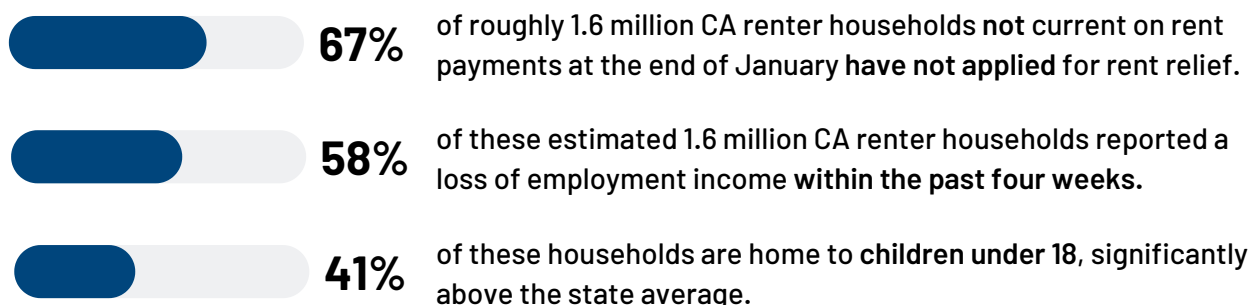 67%
of roughly 1.6 million CA renter households not current on rent
payments at the end of January have not applied for rent relief.
58%
of these estimated 1.6 million CA renter households reported a
loss of employment income within the past four weeks.
41%
of these households are home to children under 18, significantly
above the state average.